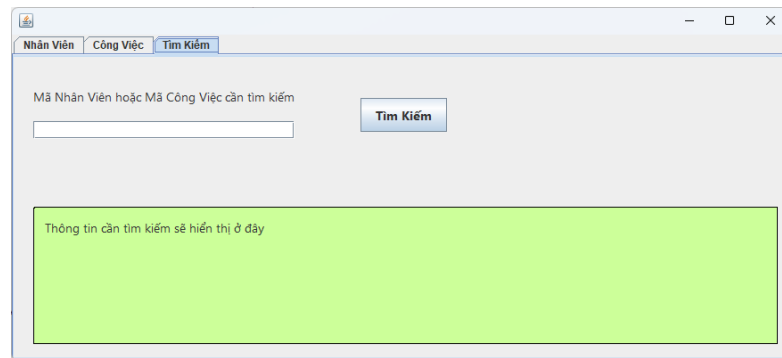 Nhân Viên Công Việc Tìm Kiếm
Mã Nhân Viên hoặc Mã Công Việc cần tìm kiếm
Tìm Kiếm
Thông tin cần tìm kiếm sẽ hiển thị ở đây